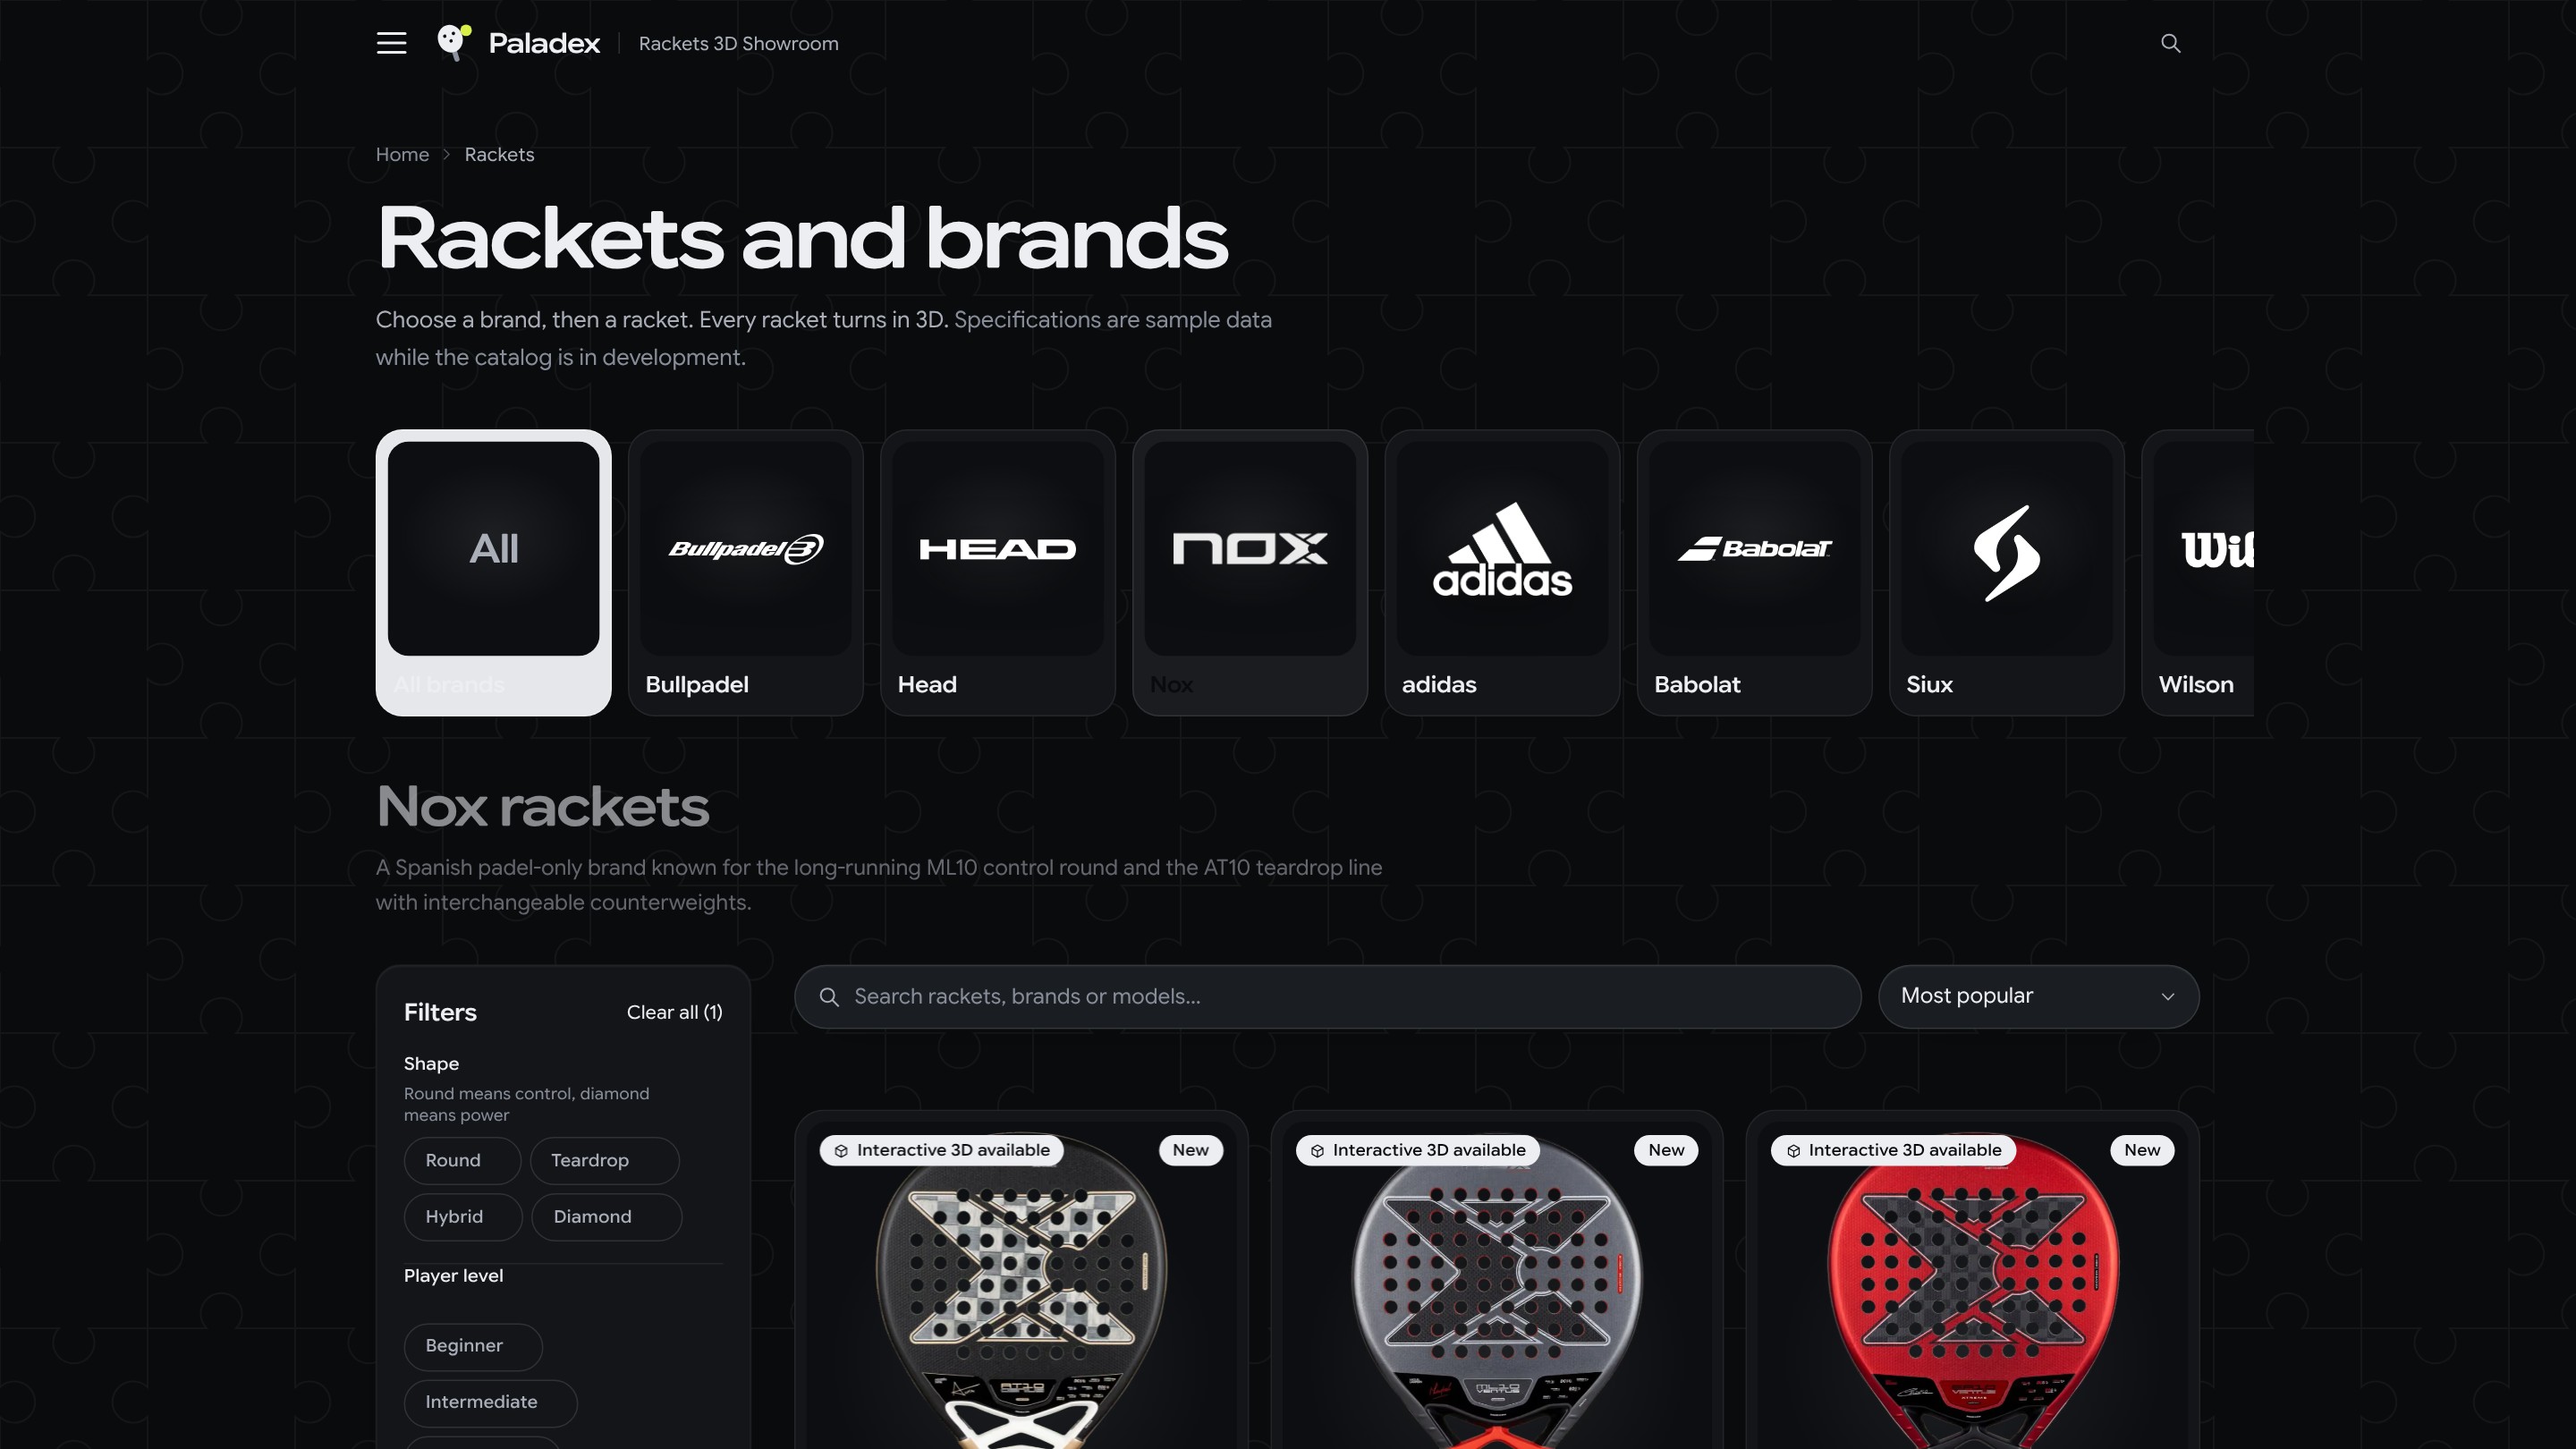 Paladex
Rackets 3D Showroom
Home
Rackets
Rackets and brands
Choose a brand, then a racket. Every racket turns in 3D. Specifications are sample data
while the catalog is in development.
All
Bullpadel
HEAD
nox
adidas
Babolat
All brands
Bullpadel
Head
Nox
adidas
Babolat
Siux
Wilson
Nox rackets
A Spanish padel-only brand known for the long-running ML10 control round and the AT10 teardrop line
with interchangeable counterweights.
Filters
Clear all (1)
Search rackets, brands or models...
Most popular
Shape
Round means control, diamond
means power
Round
Teardrop
Hybrid
Diamond
Player level
Beginner
Intermediate
Interactive 3D available
New
Interactive 3D available
New
Interactive 3D available
New
AT10
ML10
VERTUS